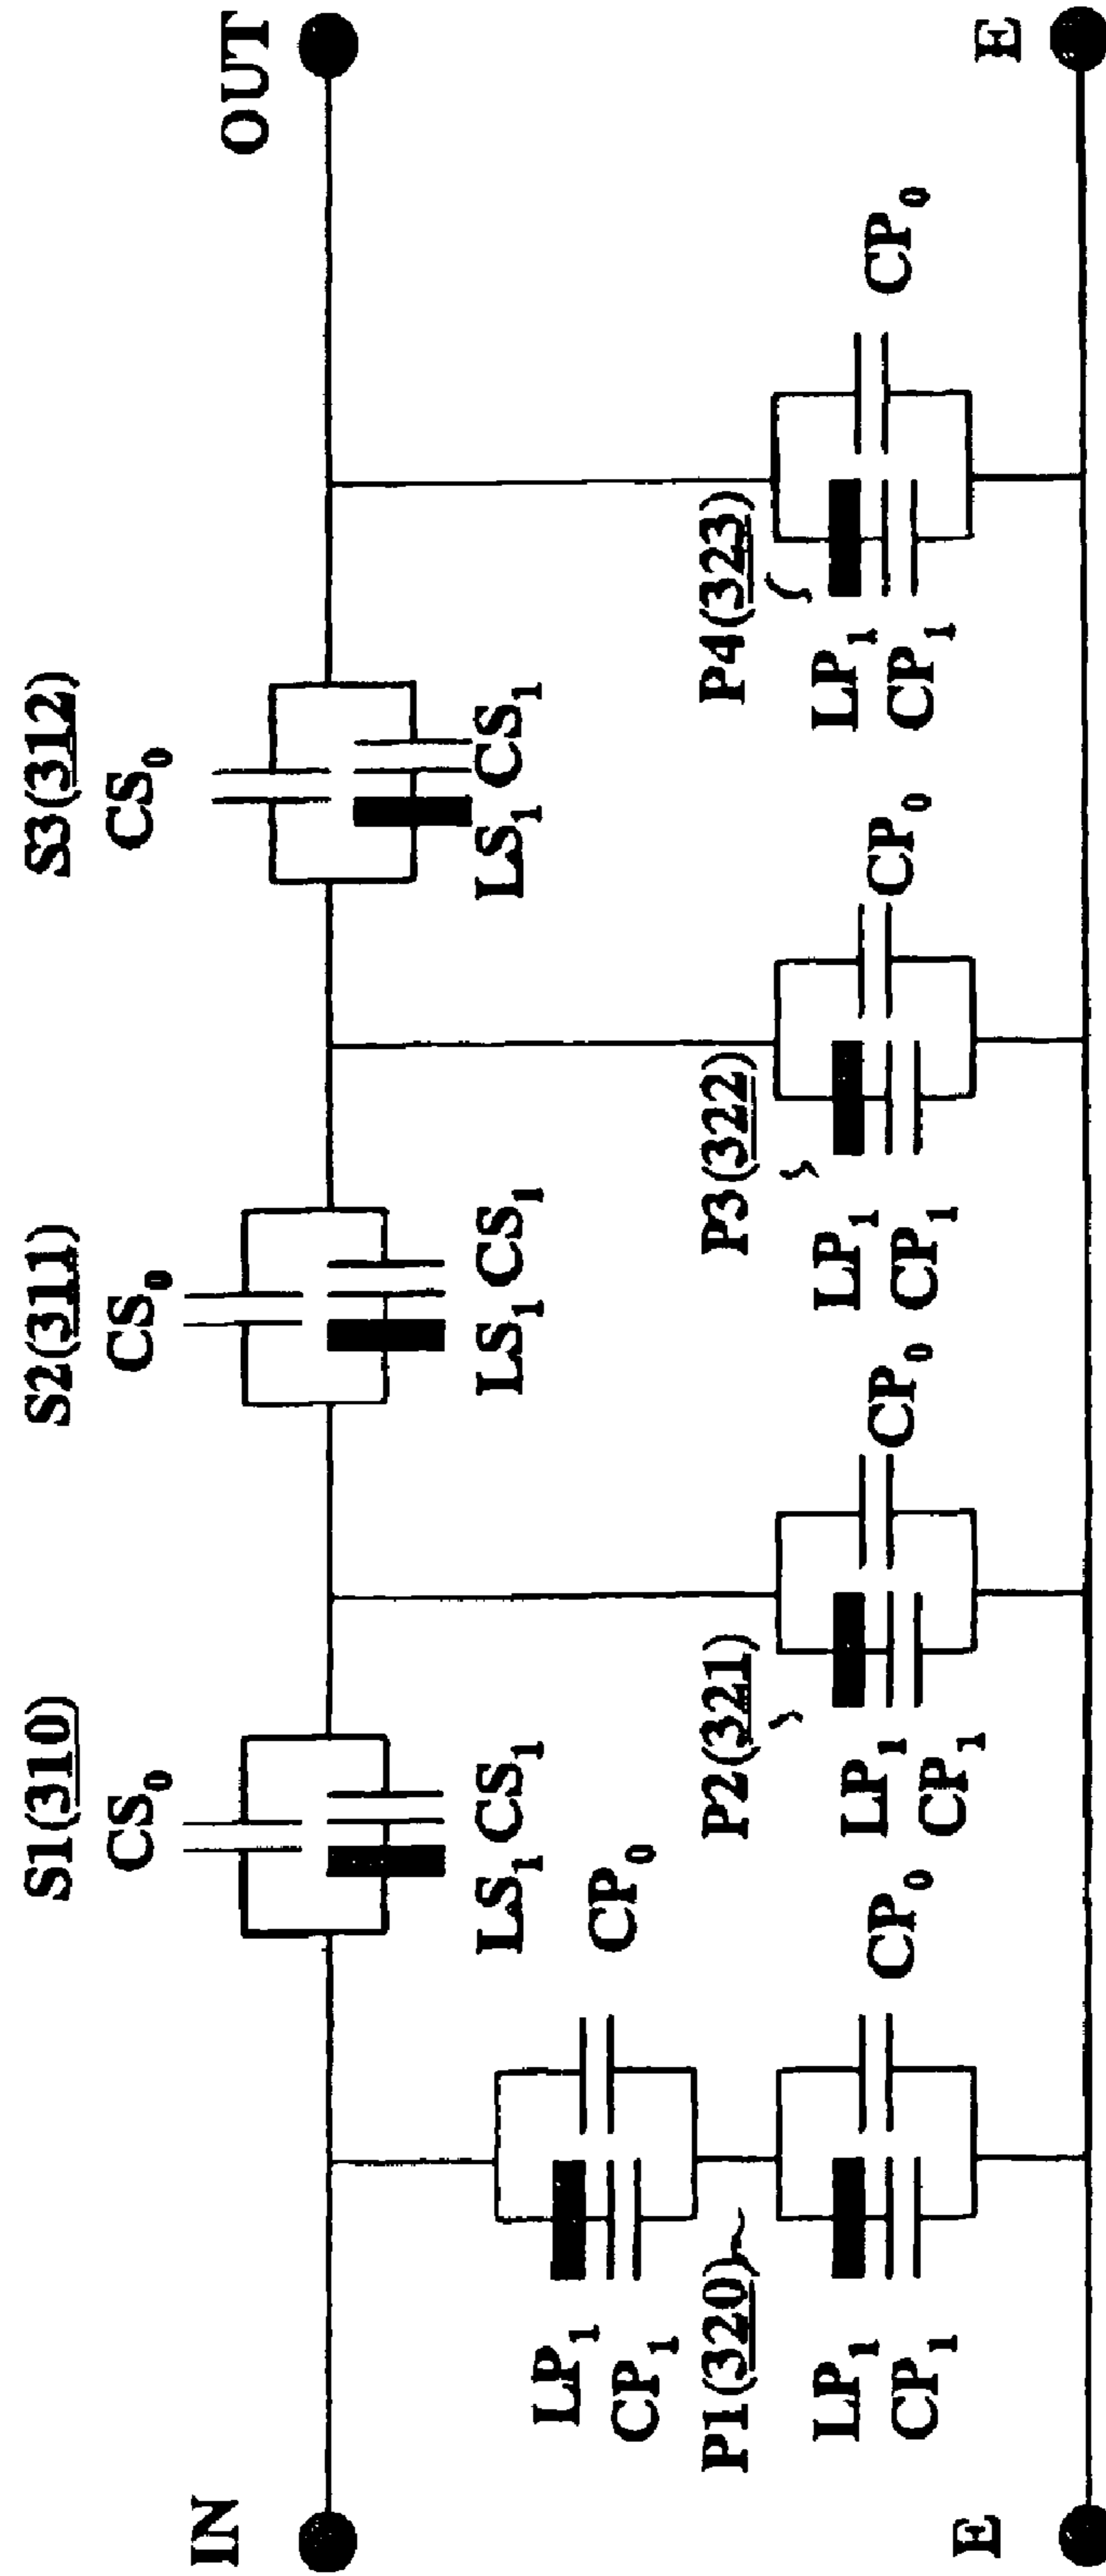 S1(310)
S2(311)
S3(312)
CS0
CS0
CS0
IN
OUT
LS1 CS1
LS1 CS1
LS1 CS1
LP1
CP1
CP0
P1(320)
P2(321)
P3(322)
P4(323)
LP1
CP1
CP0
LP1
CP1
CP0
LP1
CP1
CP0
LP1
CP1
CP0
E
E